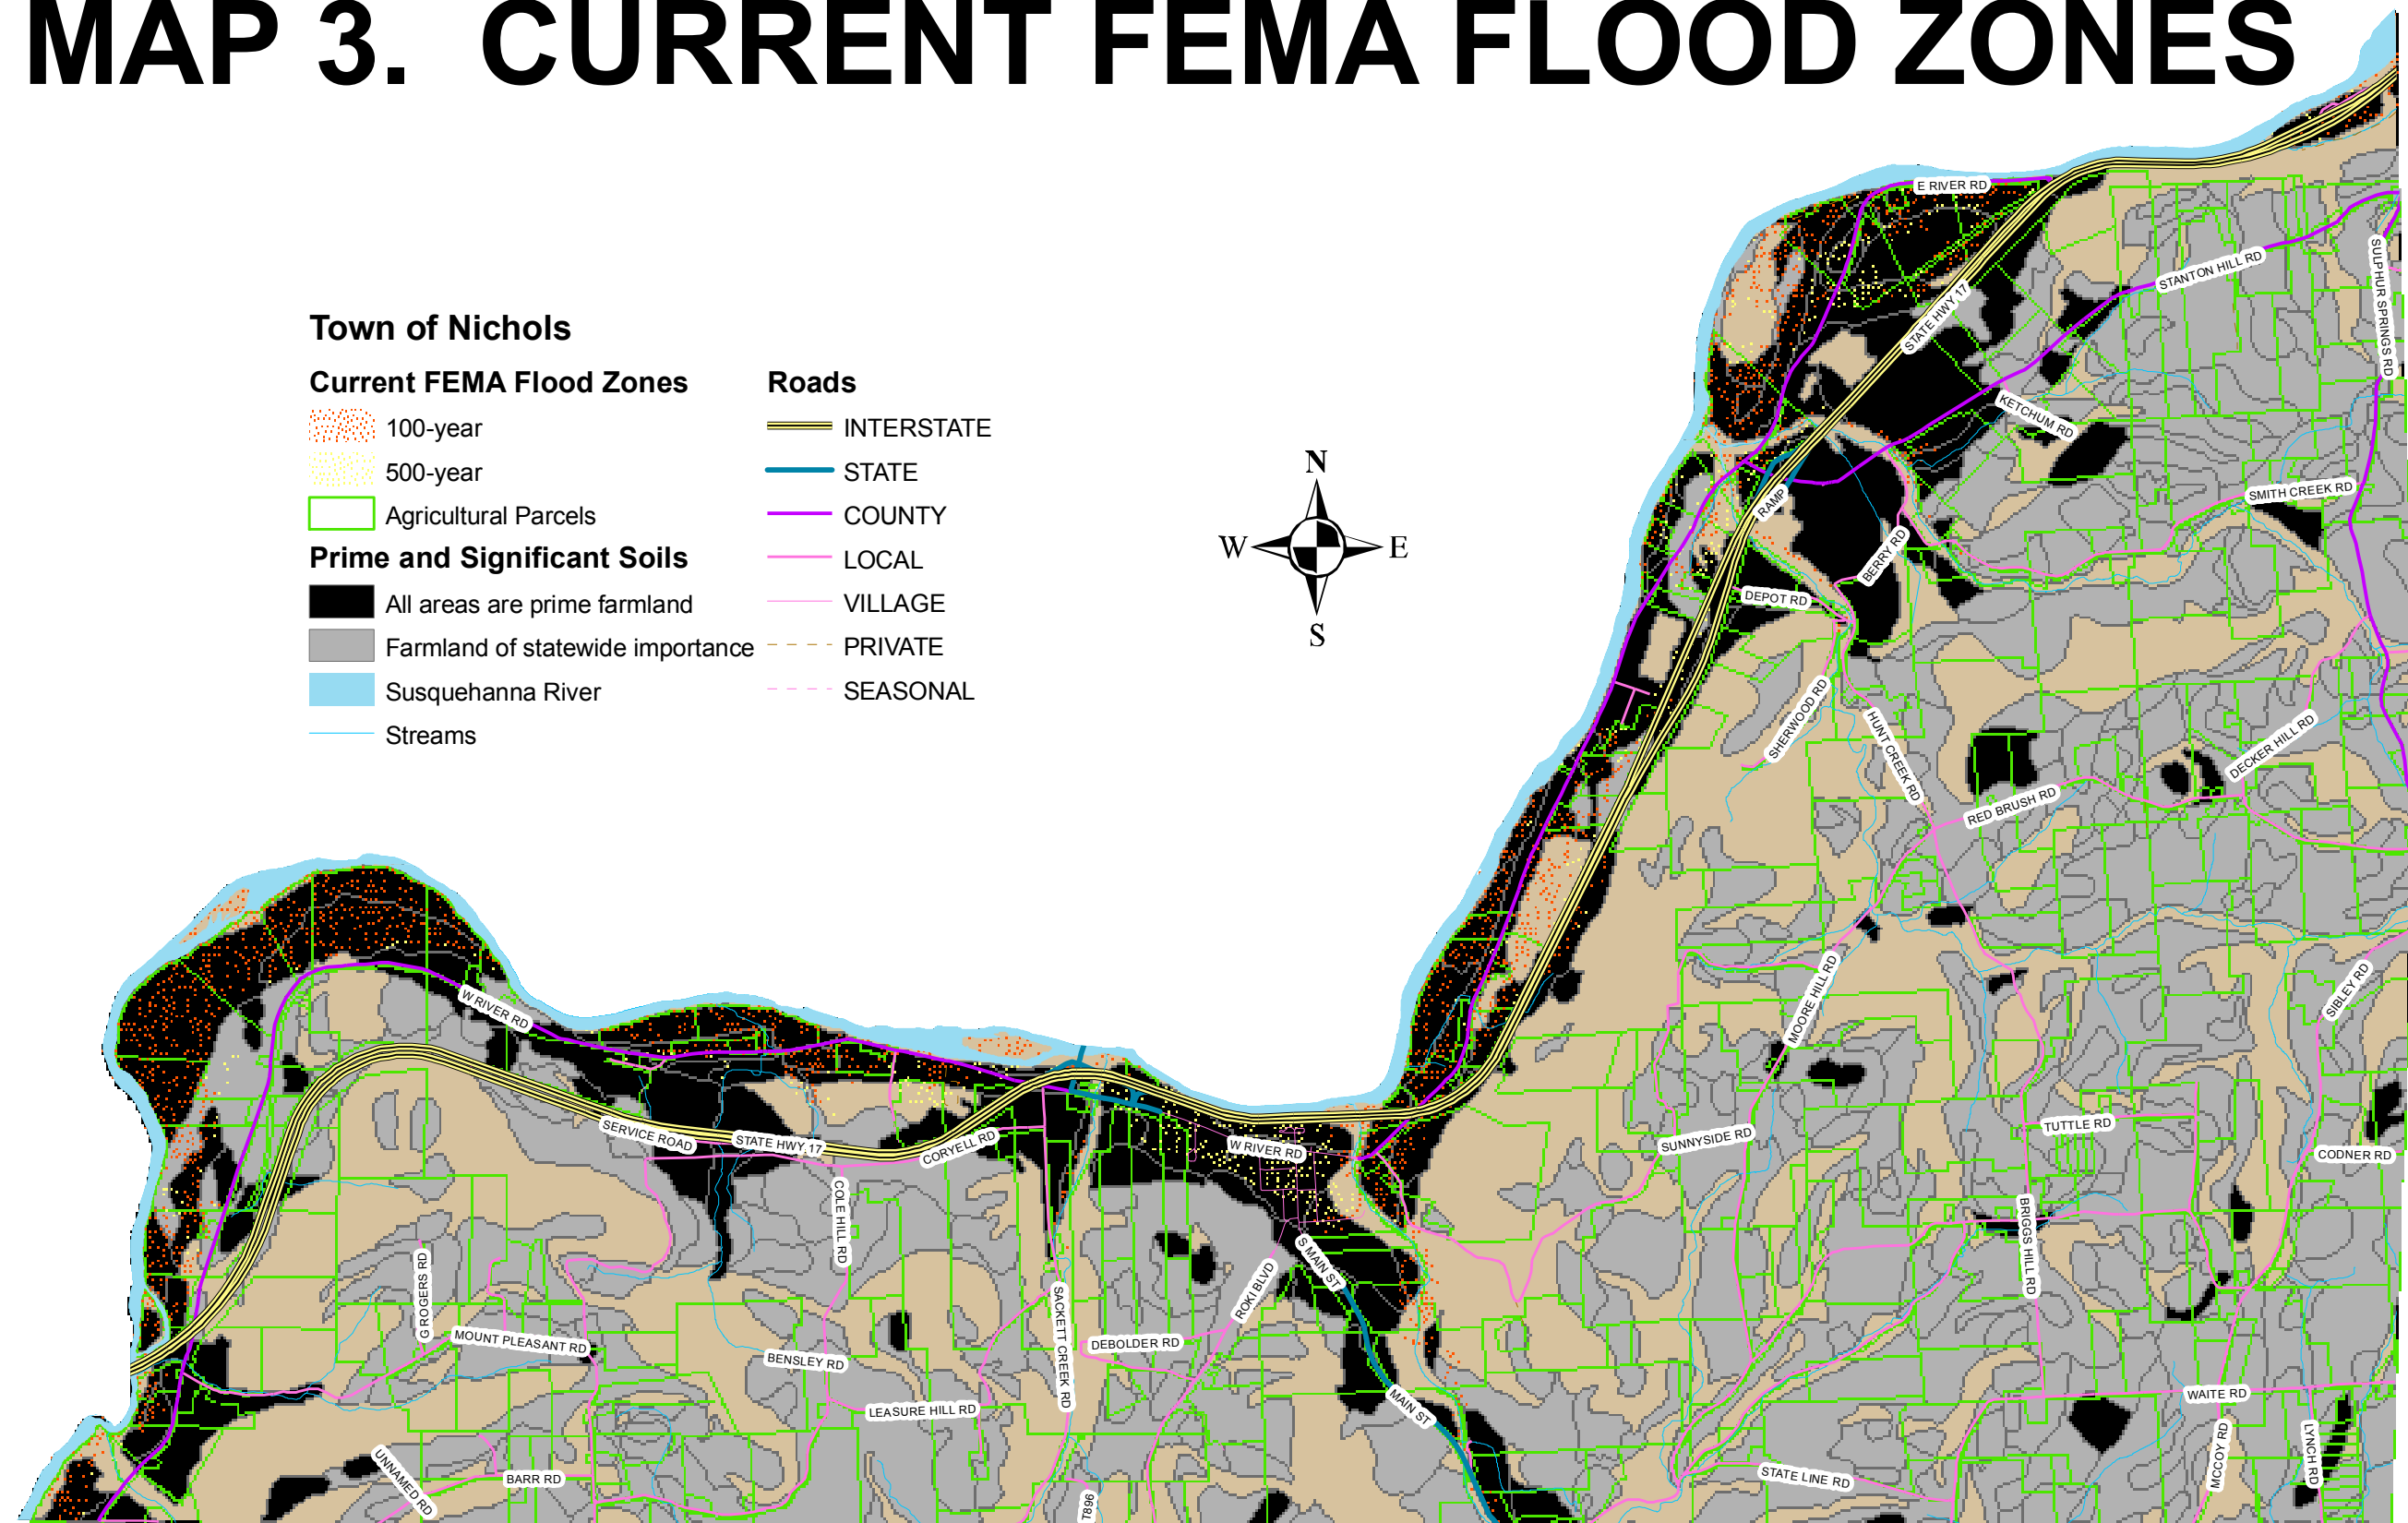 MAP 3. CURRENT FEMA FLOOD ZONES
Town of Nichols
Current FEMA Flood Zones
100-year
500-year
Agricultural Parcels
Prime and Significant Soils
All areas are prime farmland
Farmland of statewide importance
Susquehanna River
Streams
Roads
INTERSTATE
STATE
COUNTY
LOCAL
VILLAGE
PRIVATE
SEASONAL
N
W
E
S
E RIVER RD
STANTON HILL RD
SULPHUR SPRINGS RD
STATE HWY 17
KETCHUM RD
SMITH CREEK RD
RAMP
BERRY RD
DEPOT RD
SHERWOOD RD
HUNT CREEK RD
DECKER HILL RD
RED BRUSH RD
W RIVER RD
MOORE HILL RD
SIBLEY RD
SERVICE ROAD
STATE HWY 17
CORYELL RD
W RIVER RD
SUNNYSIDE RD
TUTTLE RD
CODNER RD
COLE HILL RD
BRIGGS HILL RD
S MAIN ST
G ROGERS RD
ROKI BLVD
MOUNT PLEASANT RD
BENSLEY RD
SACKETT CREEK RD
DEBOLDER RD
LEASURE HILL RD
MAIN ST
WAITE RD
UNNAMED RD
BARR RD
T896
STATE LINE RD
MCCOY RD
LYNCH RD